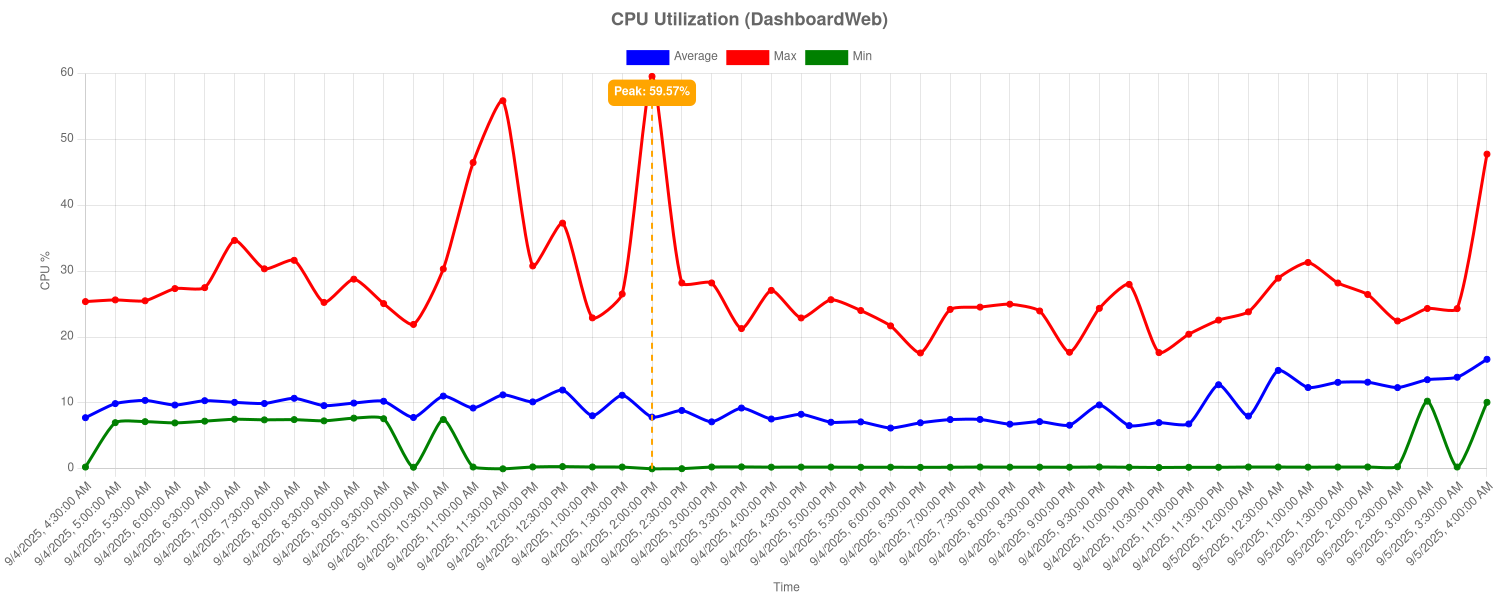 CPU Utilization (DashboardWeb)
Average Max Min
Peak: 59.57%
60
50
40
30
20
10
0
CPU %
9/4/2025, 4:30:00 AM
9/4/2025, 5:00:00 AM
9/4/2025, 5:30:00 AM
9/4/2025, 6:00:00 AM
9/4/2025, 6:30:00 AM
9/4/2025, 7:00:00 AM
9/4/2025, 7:30:00 AM
9/4/2025, 8:00:00 AM
9/4/2025, 8:30:00 AM
9/4/2025, 9:00:00 AM
9/4/2025, 9:30:00 AM
9/4/2025, 10:00:00 AM
9/4/2025, 10:30:00 AM
9/4/2025, 11:00:00 AM
9/4/2025, 11:30:00 AM
9/4/2025, 12:00:00 PM
9/4/2025, 12:30:00 PM
9/4/2025, 1:00:00 PM
9/4/2025, 1:30:00 PM
9/4/2025, 2:00:00 PM
9/4/2025, 2:30:00 PM
9/4/2025, 3:00:00 PM
9/4/2025, 3:30:00 PM
9/4/2025, 4:00:00 PM
9/4/2025, 4:30:00 PM
9/4/2025, 5:00:00 PM
9/4/2025, 5:30:00 PM
9/4/2025, 6:00:00 PM
9/4/2025, 6:30:00 PM
9/4/2025, 7:00:00 PM
9/4/2025, 7:30:00 PM
9/4/2025, 8:00:00 PM
9/4/2025, 8:30:00 PM
9/4/2025, 9:00:00 PM
9/4/2025, 9:30:00 PM
9/4/2025, 10:00:00 PM
9/4/2025, 10:30:00 PM
9/4/2025, 11:00:00 PM
9/4/2025, 11:30:00 PM
9/5/2025, 12:00:00 AM
9/5/2025, 12:30:00 AM
9/5/2025, 1:00:00 AM
9/5/2025, 1:30:00 AM
9/5/2025, 2:00:00 AM
9/5/2025, 2:30:00 AM
9/5/2025, 3:00:00 AM
9/5/2025, 3:30:00 AM
9/5/2025, 4:00:00 AM
Time